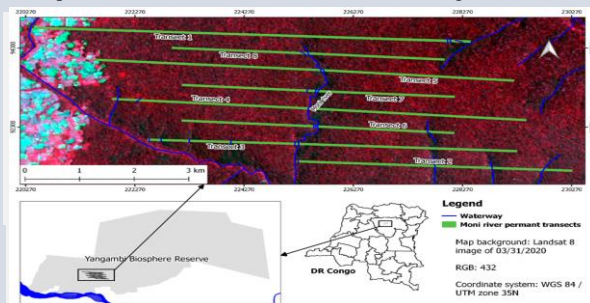 220270 222270 224270 226270 228270 230270
Transect 1
Transect 8
Transect 5
Transect 7
Transect 4
Transect 6
Transect 3
Transect 2
0 1 2 3 km
220270 222270 224270 226270 228270 230270
Yangambi Biosphere Reserve
DR Congo
Legend
Waterway
Moni river permant transects
Map background: Landsat 8
image of 03/31/2020
RGB: 432
Coordinate system: WGS 84 /
UTM zone 35N